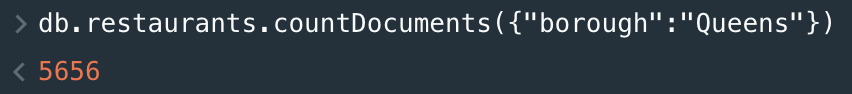 > db.restaurants.countDocuments({"borough":"Queens"})
< 5656